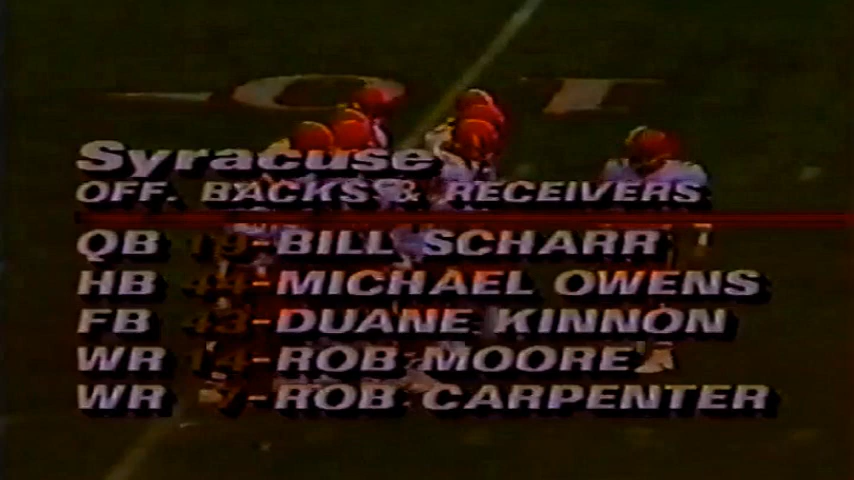 Syracuse
OFF. BACKS & RECEIVERS
QB 19-BILL SCHARR
HB 44-MICHAEL OWENS
FB 43-DUANE KINNON
WR 14-ROB MOORE
WR 7-ROB CARPENTER